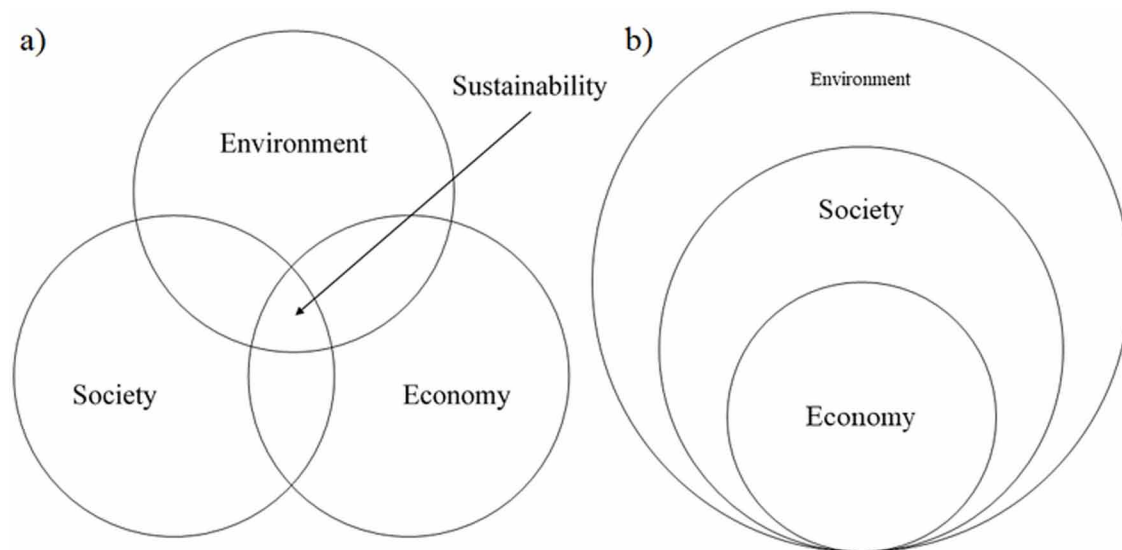 a)
Sustainability
Environment
Society
Economy
b)
Environment
Society
Economy